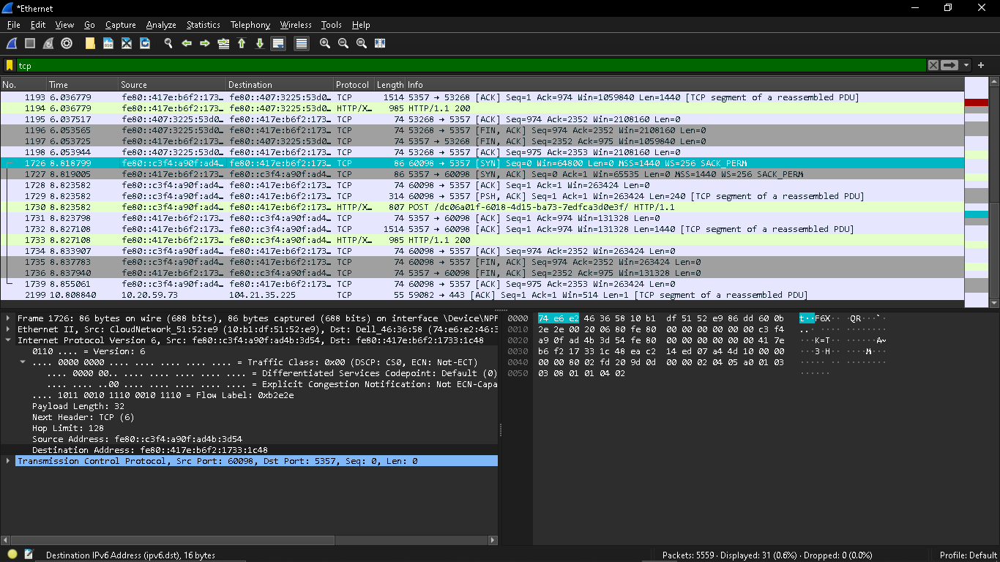 *Ethernet
File Edit View Go Capture Analyze Statistics Telephony Wireless Tools Help
tcp
No. Time Source Destination Protocol Length Info
1193 6.036779 fe80::417e:b6f2:173… fe80::407:3225:53d0… TCP 1514 5357 → 53268 [ACK] Seq=1 Ack=974 Win=1059840 Len=1440 [TCP segment of a reassembled PDU]
1194 6.036779 fe80::417e:b6f2:173… fe80::407:3225:53d0… HTTP/X… 985 HTTP/1.1 200
1195 6.037517 fe80::407:3225:53d0… fe80::417e:b6f2:173… TCP 74 53268 → 5357 [ACK] Seq=974 Ack=2352 Win=2108160 Len=0
1196 6.053565 fe80::407:3225:53d0… fe80::417e:b6f2:173… TCP 74 53268 → 5357 [FIN, ACK] Seq=974 Ack=2352 Win=2108160 Len=0
1197 6.053725 fe80::417e:b6f2:173… fe80::407:3225:53d0… TCP 74 5357 → 53268 [FIN, ACK] Seq=2352 Ack=975 Win=1059840 Len=0
1198 6.053944 fe80::407:3225:53d0… fe80::417e:b6f2:173… TCP 74 53268 → 5357 [ACK] Seq=975 Ack=2353 Win=2108160 Len=0
1726 8.818799 fe80::c3f4:a90f:ad4… fe80::417e:b6f2:173… TCP 86 60098 → 5357 [SYN] Seq=0 Win=64800 Len=0 MSS=1440 WS=256 SACK_PERM
1727 8.819005 fe80::417e:b6f2:173… fe80::c3f4:a90f:ad4… TCP 86 5357 → 60098 [SYN, ACK] Seq=0 Ack=1 Win=65535 Len=0 MSS=1440 WS=256 SACK_PERM
1728 8.823582 fe80::c3f4:a90f:ad4… fe80::417e:b6f2:173… TCP 74 60098 → 5357 [ACK] Seq=1 Ack=1 Win=263424 Len=0
1729 8.823582 fe80::c3f4:a90f:ad4… fe80::417e:b6f2:173… TCP 314 60098 → 5357 [PSH, ACK] Seq=1 Ack=1 Win=263424 Len=240 [TCP segment of a reassembled PDU]
1730 8.823582 fe80::c3f4:a90f:ad4… fe80::417e:b6f2:173… HTTP/X… 807 POST /dc06a01f-6018-4d15-ba73-7edfca3d0e3f/ HTTP/1.1
1731 8.823798 fe80::417e:b6f2:173… fe80::c3f4:a90f:ad4… TCP 74 5357 → 60098 [ACK] Seq=1 Ack=974 Win=131328 Len=0
1732 8.827108 fe80::417e:b6f2:173… fe80::c3f4:a90f:ad4… TCP 1514 5357 → 60098 [ACK] Seq=1 Ack=974 Win=131328 Len=1440 [TCP segment of a reassembled PDU]
1733 8.827108 fe80::417e:b6f2:173… fe80::c3f4:a90f:ad4… HTTP/X… 985 HTTP/1.1 200
1734 8.833907 fe80::c3f4:a90f:ad4… fe80::417e:b6f2:173… TCP 74 60098 → 5357 [ACK] Seq=974 Ack=2352 Win=263424 Len=0
1735 8.837783 fe80::c3f4:a90f:ad4… fe80::417e:b6f2:173… TCP 74 60098 → 5357 [FIN, ACK] Seq=974 Ack=2352 Win=263424 Len=0
1736 8.837940 fe80::417e:b6f2:173… fe80::c3f4:a90f:ad4… TCP 74 5357 → 60098 [FIN, ACK] Seq=2352 Ack=975 Win=131328 Len=0
1739 8.855061 fe80::c3f4:a90f:ad4… fe80::417e:b6f2:173… TCP 74 60098 → 5357 [ACK] Seq=975 Ack=2353 Win=263424 Len=0
2199 10.808840 10.20.59.73 104.21.35.225 TCP 55 59082 → 443 [ACK] Seq=1 Ack=1 Win=514 Len=1 [TCP segment of a reassembled PDU]
Frame 1726: 86 bytes on wire (688 bits), 86 bytes captured (688 bits) on interface \Device\NPF
Ethernet II, Src: CloudNetwork_51:52:e9 (10:b1:df:51:52:e9), Dst: Dell_46:36:58 (74:e6:e2:46:3
Internet Protocol Version 6, Src: fe80::c3f4:a90f:ad4b:3d54, Dst: fe80::417e:b6f2:1733:1c48
0110 .... = Version: 6
.... 0000 0000 .... .... .... .... .... = Traffic Class: 0x00 (DSCP: CS0, ECN: Not-ECT)
.... 0000 00.. .... .... .... .... .... = Differentiated Services Codepoint: Default (0)
.... .... ..00 .... .... .... .... .... = Explicit Congestion Notification: Not ECN-Capa
.... 1011 0010 1110 0010 1110 = Flow Label: 0xb2e2e
Payload Length: 32
Next Header: TCP (6)
Hop Limit: 128
Source Address: fe80::c3f4:a90f:ad4b:3d54
Destination Address: fe80::417e:b6f2:1733:1c48
Transmission Control Protocol, Src Port: 60098, Dst Port: 5357, Seq: 0, Len: 0
0000 74 e6 e2 46 36 58 10 b1 df 51 52 e9 86 dd 60 0b t··F6X·· ·QR···`·
0010 2e 2e 00 20 06 80 fe 80 00 00 00 00 00 00 c3 f4 ..· ···· ········
0020 a9 0f ad 4b 3d 54 fe 80 00 00 00 00 00 00 41 7e ···K=T·· ······A~
0030 b6 f2 17 33 1c 48 ea c2 14 ed 07 a4 4d 10 00 00 ···3·H·· ····M···
0040 00 00 80 02 fd 20 9d 0d 00 00 02 04 05 a0 01 03 ····· ·· ········
0050 03 08 01 01 04 02 ······
Destination IPv6 Address (ipv6.dst), 16 bytes
Packets: 5559 · Displayed: 31 (0.6%) · Dropped: 0 (0.0%)
Profile: Default